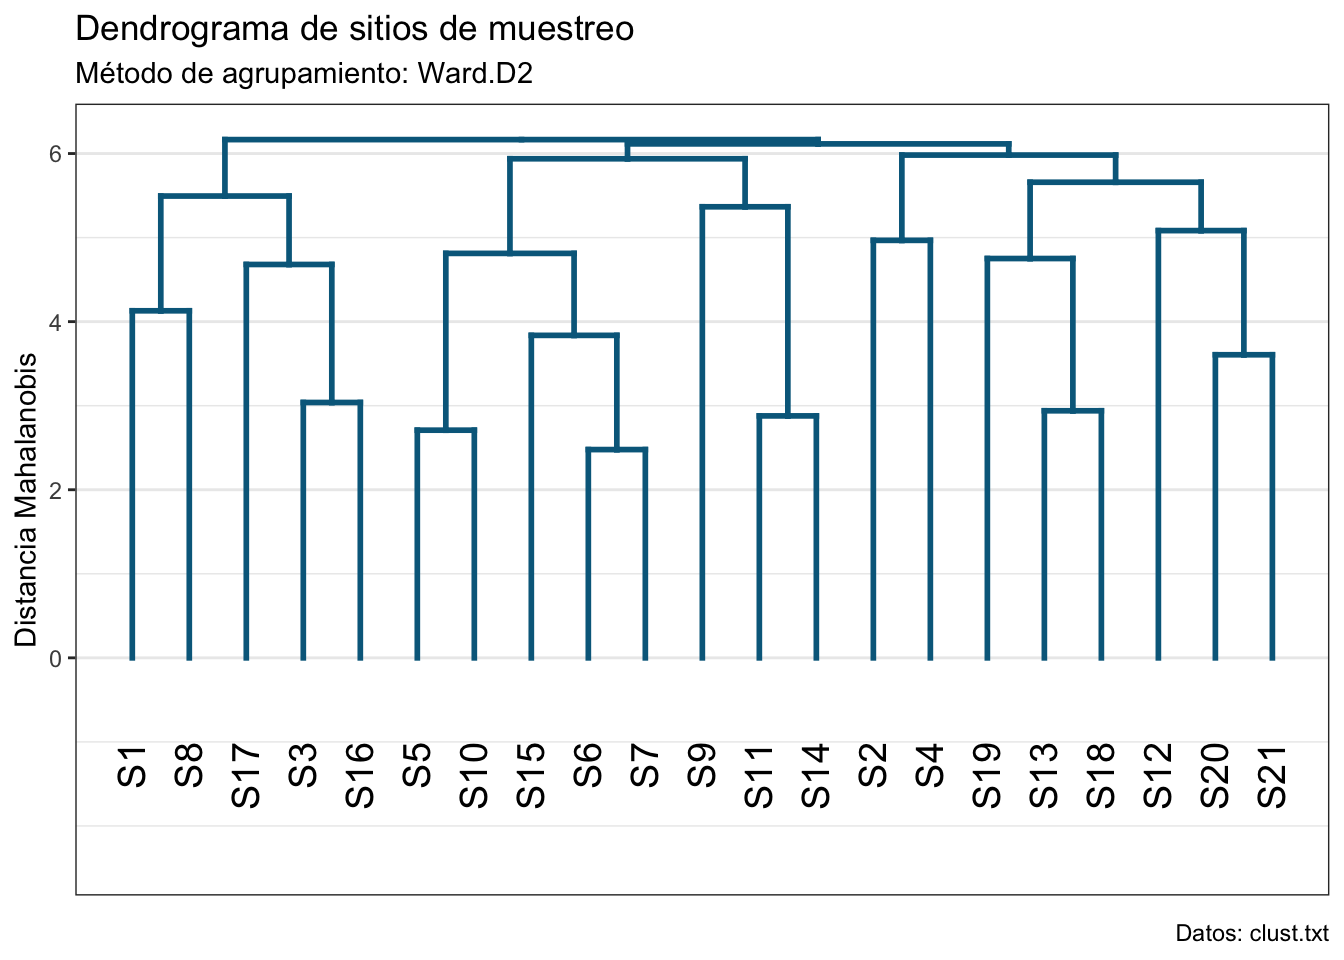 Dendrograma de sitios de muestreo
Método de agrupamiento: Ward.D2
Distancia Mahalanobis
6
4
2
0
S1 S8 S17 S3 S16 S5 S10 S15 S6 S7 S9 S11 S14 S2 S4 S19 S13 S18 S12 S20 S21
Datos: clust.txt